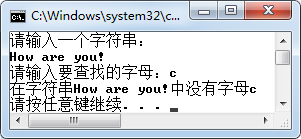 C:\Windows\system32\c...
请输入一个字符串：
How are you!
请输入要查找的字母：c
在字符串How are you!中没有字母c
请按任意键继续. . .